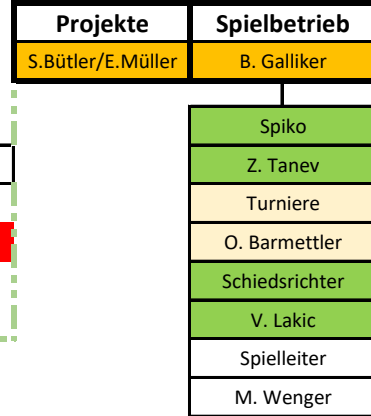 Projekte Spielbetrieb
S.Bütler/E.Müller B. Galliker
Spiko
Z. Tanev
Turniere
O. Barmettler
Schiedsrichter
V. Lakic
Spielleiter
M. Wenger